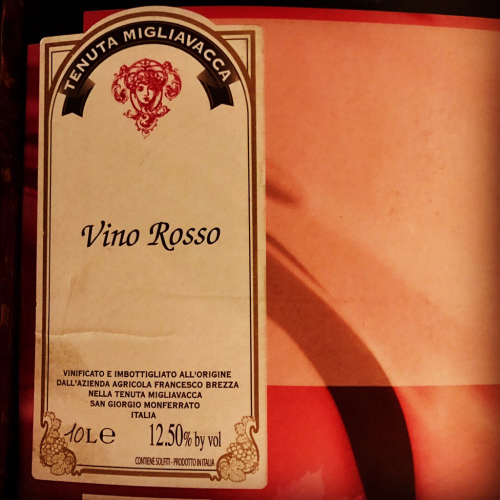 TENUTA MIGLIAVACCA
Vino Rosso
VINIFICATO E IMBOTTIGLIATO ALL'ORIGINE
DALL'AZIENDA AGRICOLA FRANCESCO BREZZA
NELLA TENUTA MIGLIAVACCA
SAN GIORGIO MONFERRATO
ITALIA
10L℮ 12.50% by vol
CONTIENE SOLFITI - PRODOTTO IN ITALIA